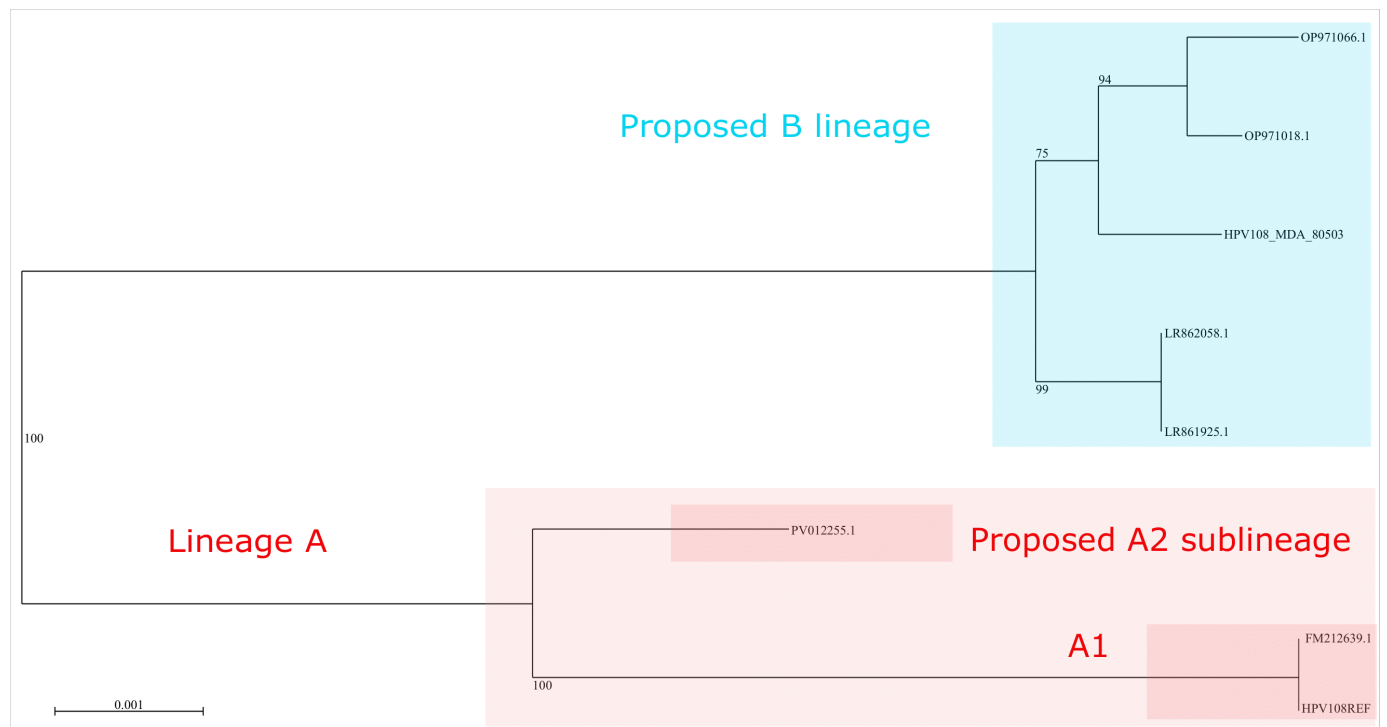 OP971066.1
94
Proposed B lineage
OP971018.1
75
HPV108_MDA_80503
LR862058.1
99
LR861925.1
100
Lineage A
PV012255.1
Proposed A2 sublineage
A1
FM212639.1
100
HPV108REF
0.001